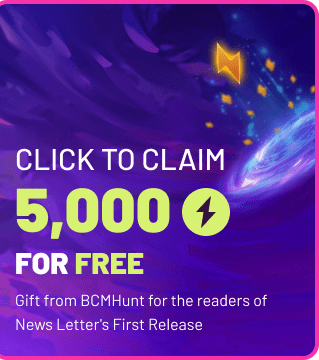 CLICK TO CLAIM
5,000
FOR FREE
Gift from BCMHunt for the readers of
News Letter's First Release